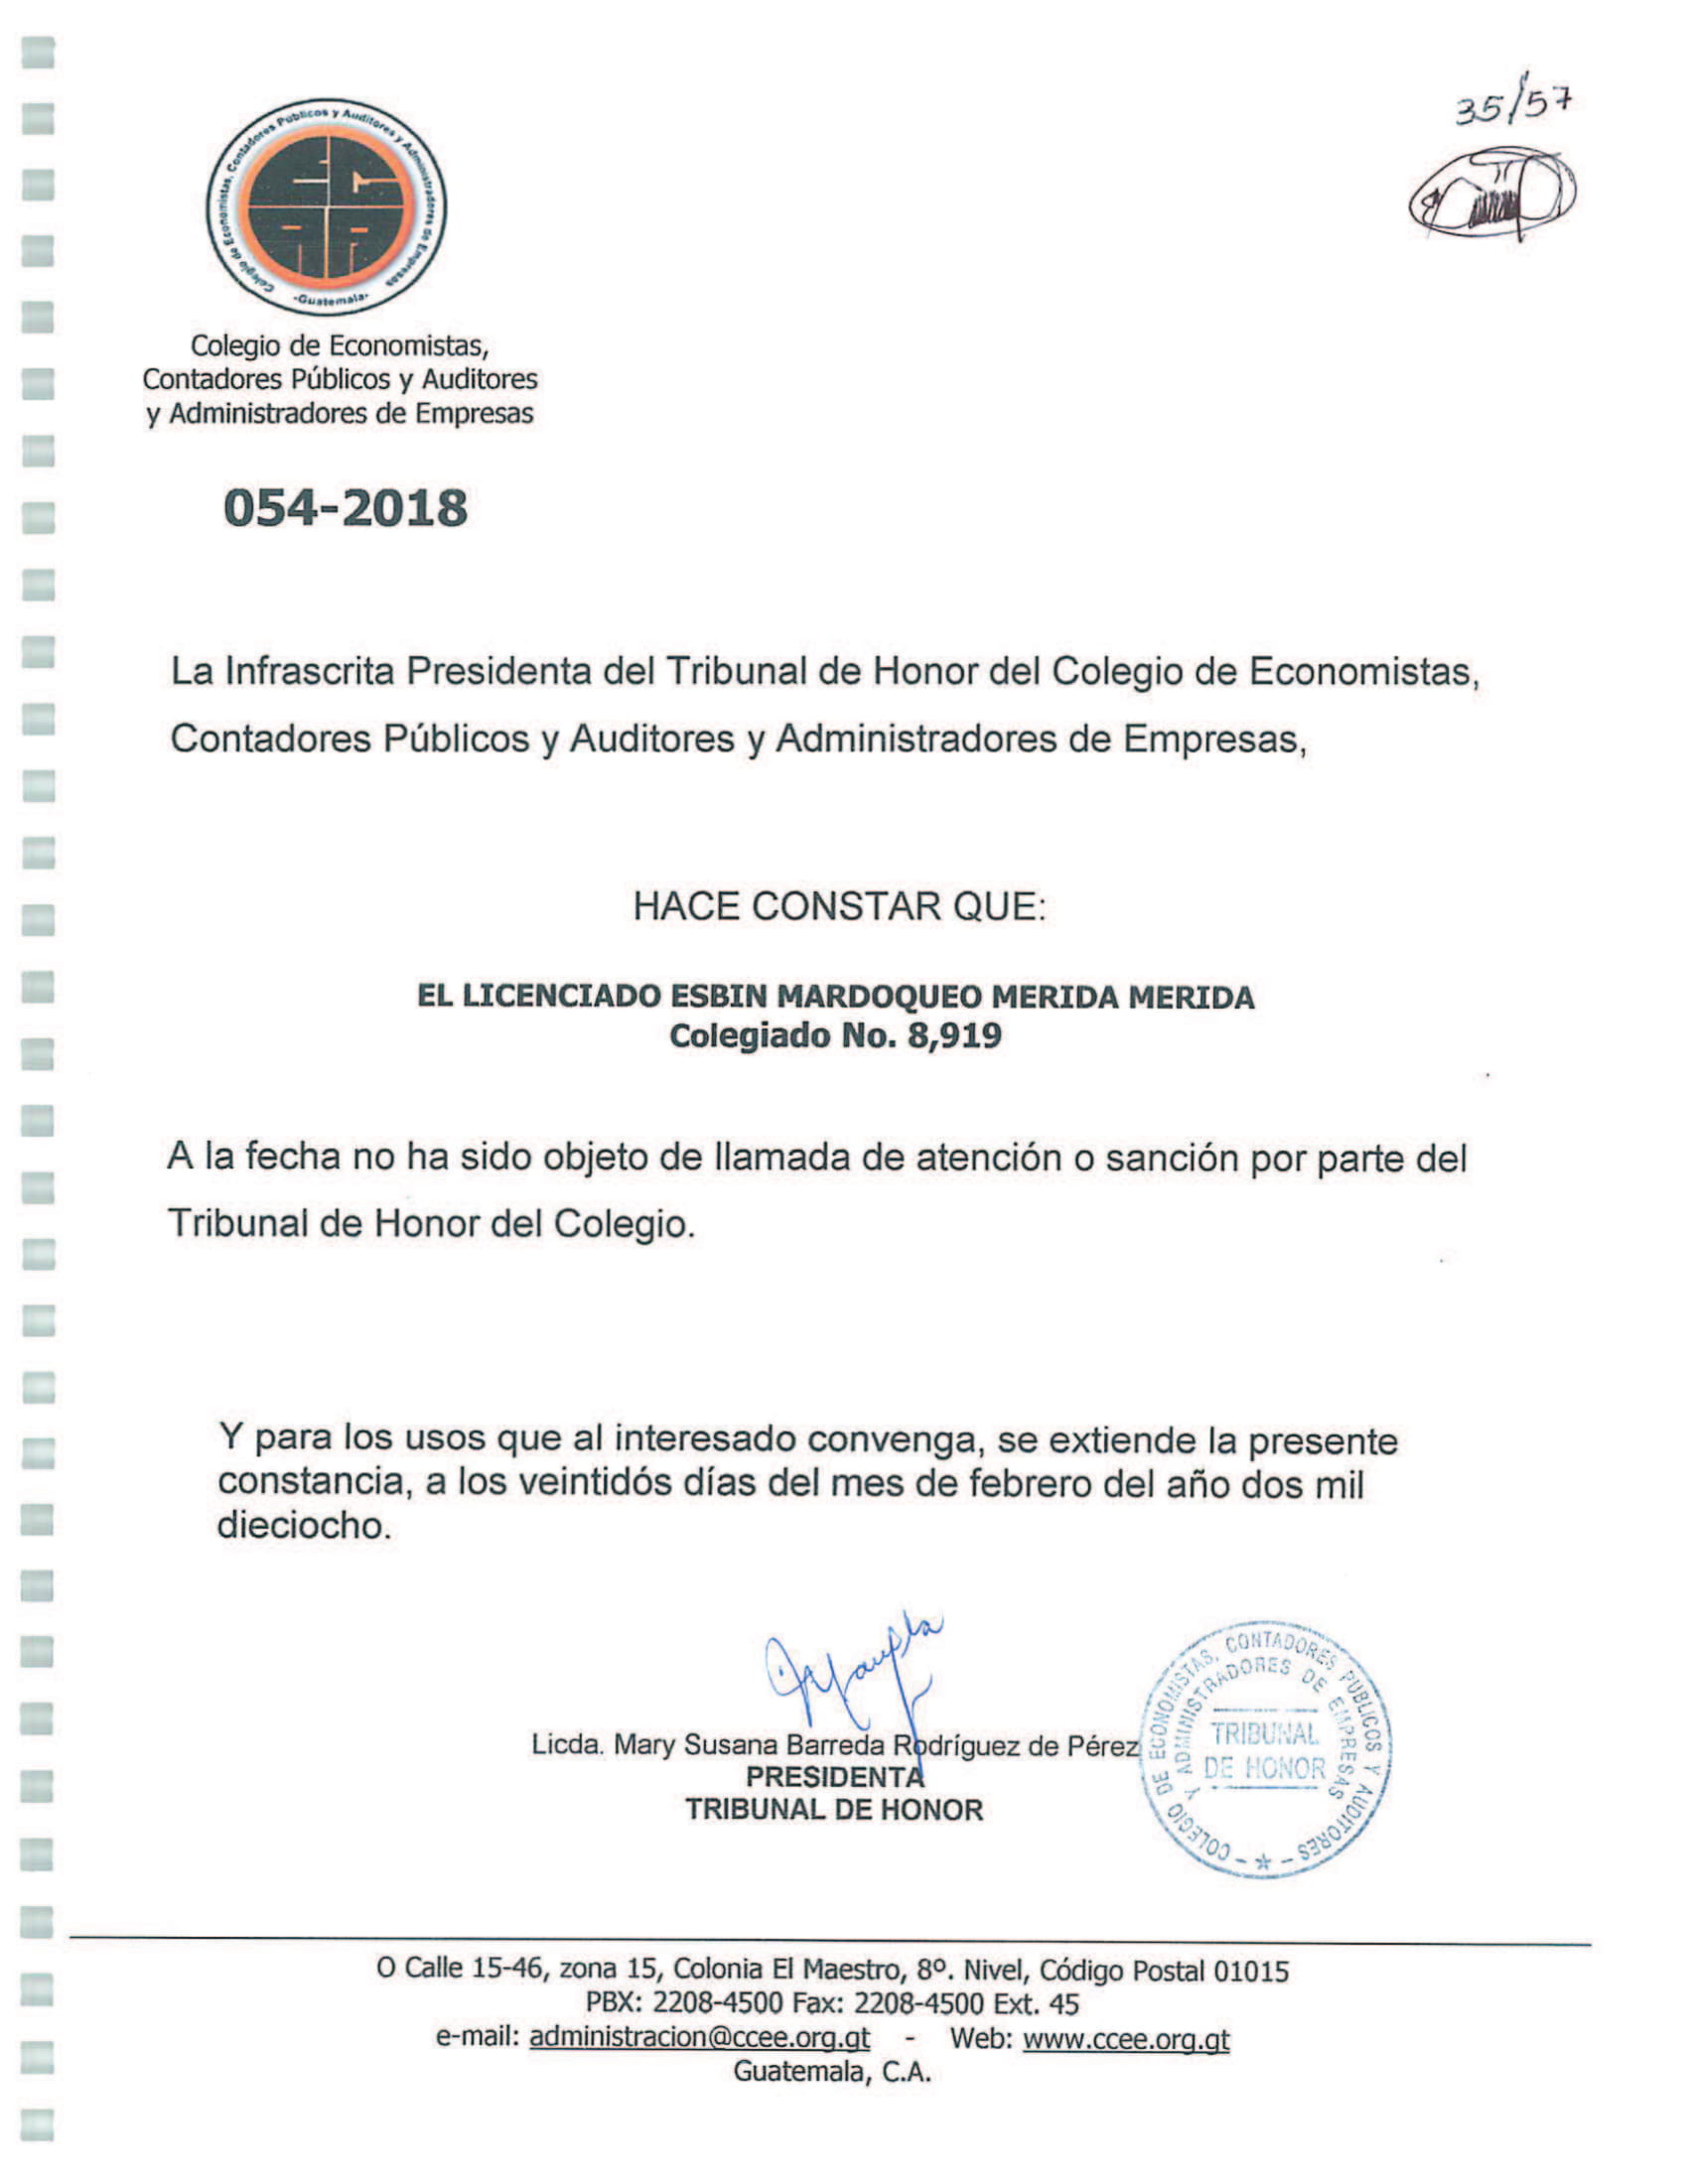 35/57
Colegio de Economistas, Contadores Públicos y Auditores y Administradores de Empresas
-Guatemala-
Colegio de Economistas,
Contadores Públicos y Auditores
y Administradores de Empresas
054-2018
La Infrascrita Presidenta del Tribunal de Honor del Colegio de Economistas,
Contadores Públicos y Auditores y Administradores de Empresas,
HACE CONSTAR QUE:
EL LICENCIADO ESBIN MARDOQUEO MERIDA MERIDA
Colegiado No. 8,919
A la fecha no ha sido objeto de llamada de atención o sanción por parte del
Tribunal de Honor del Colegio.
Y para los usos que al interesado convenga, se extiende la presente
constancia, a los veintidós días del mes de febrero del año dos mil
dieciocho.
Licda. Mary Susana Barreda Rodríguez de Pérez
PRESIDENTA
TRIBUNAL DE HONOR
COLEGIO DE ECONOMISTAS, CONTADORES PUBLICOS Y AUDITORES
Y ADMINISTRADORES DE EMPRESAS
TRIBUNAL
DE HONOR
O Calle 15-46, zona 15, Colonia El Maestro, 8º. Nivel, Código Postal 01015
PBX: 2208-4500 Fax: 2208-4500 Ext. 45
e-mail: administracion@ccee.org.gt - Web: www.ccee.org.gt
Guatemala, C.A.